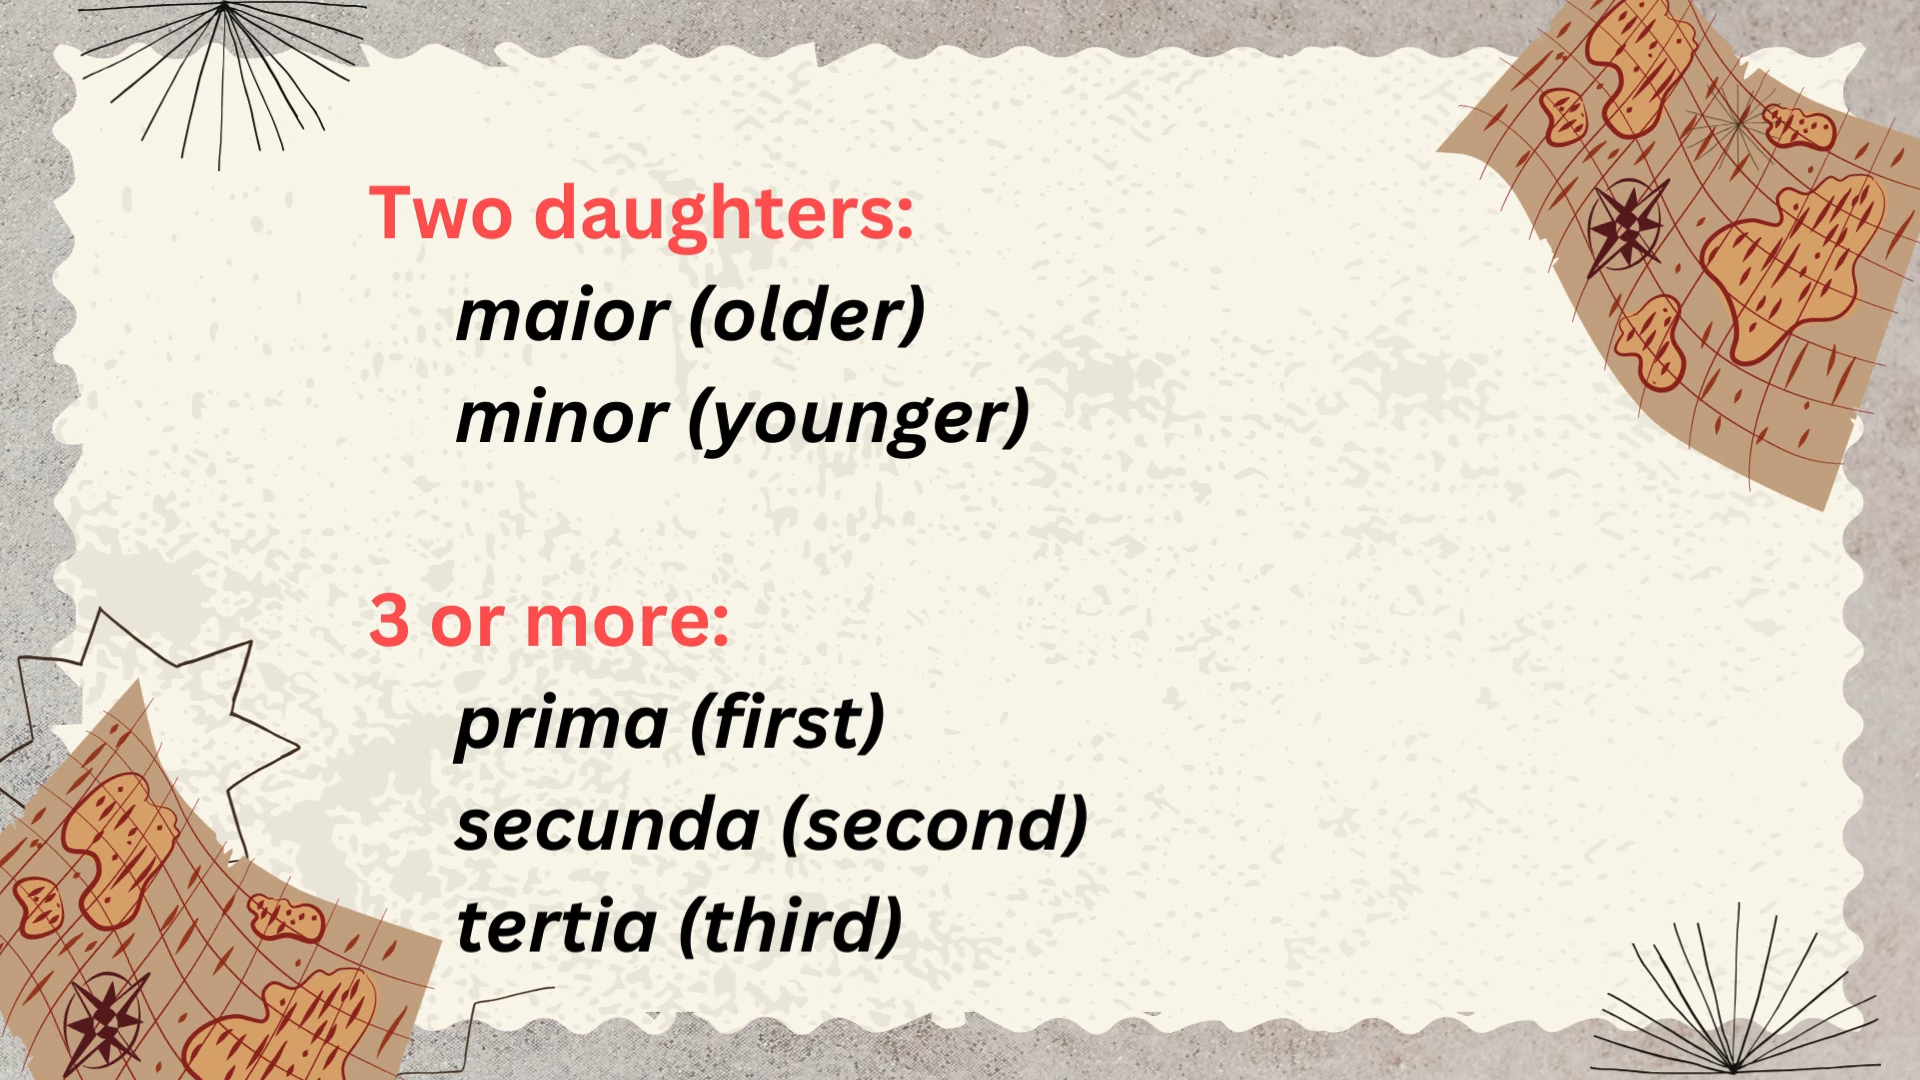 Two daughters:
maior (older)
minor (younger)
3 or more:
prima (first)
secunda (second)
tertia (third)